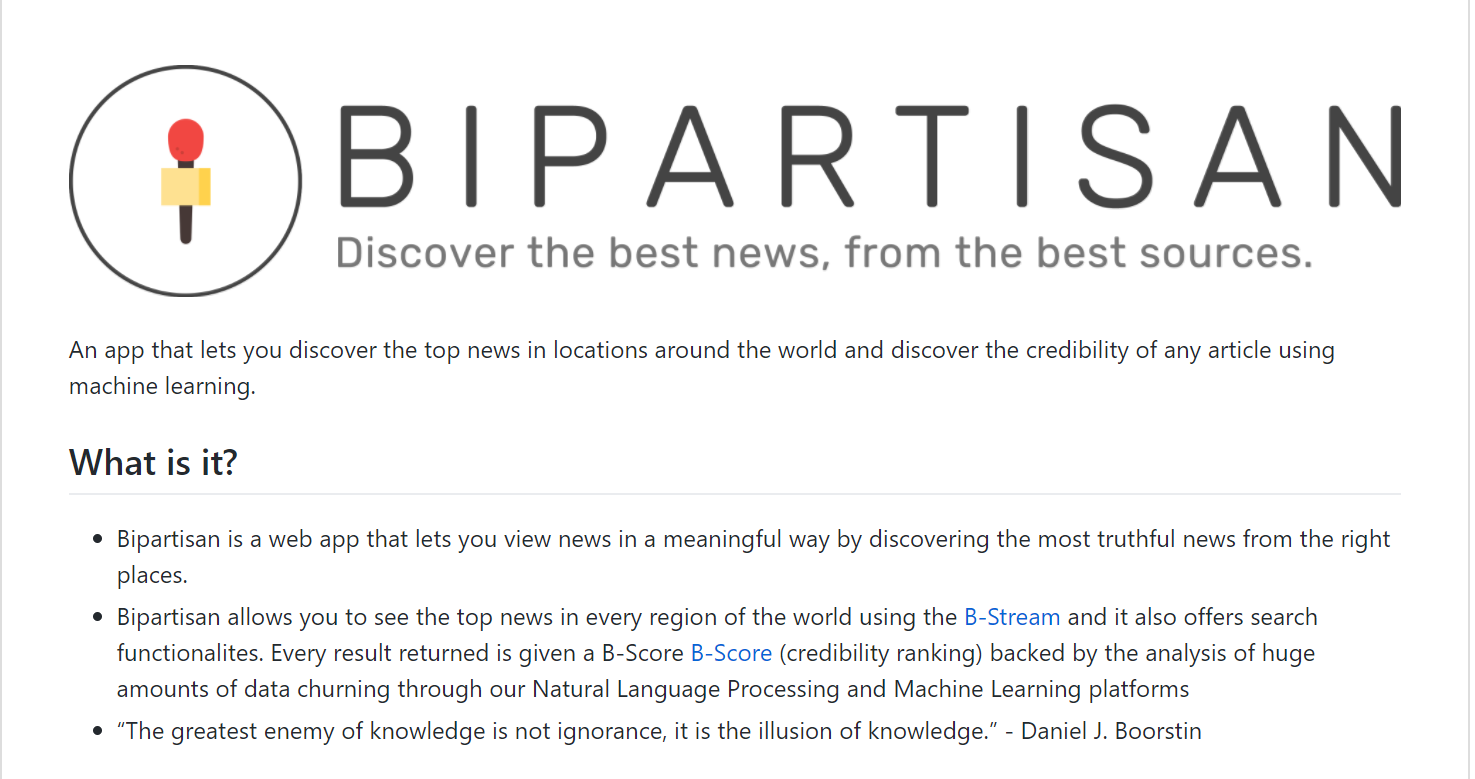 BIPARTISAN
Discover the best news, from the best sources.
An app that lets you discover the top news in locations around the world and discover the credibility of any article using
machine learning.
What is it?
Bipartisan is a web app that lets you view news in a meaningful way by discovering the most truthful news from the right
places.
Bipartisan allows you to see the top news in every region of the world using the B-Stream and it also offers search
functionalites. Every result returned is given a B-Score B-Score (credibility ranking) backed by the analysis of huge
amounts of data churning through our Natural Language Processing and Machine Learning platforms
“The greatest enemy of knowledge is not ignorance, it is the illusion of knowledge.” - Daniel J. Boorstin